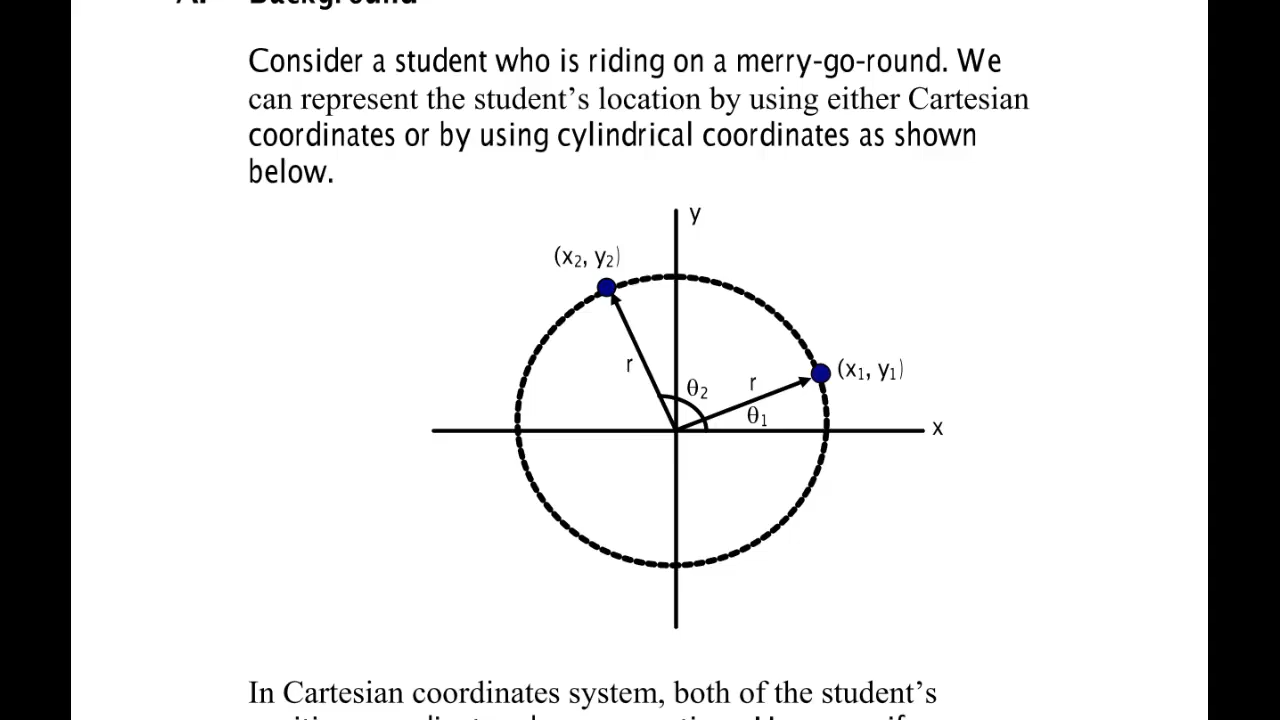 A. Background
Consider a student who is riding on a merry-go-round. We
can represent the student's location by using either Cartesian
coordinates or by using cylindrical coordinates as shown
below.
y
(x₂, y₂)
r
θ₂
r
(x₁, y₁)
θ₁
x
In Cartesian coordinates system, both of the student's